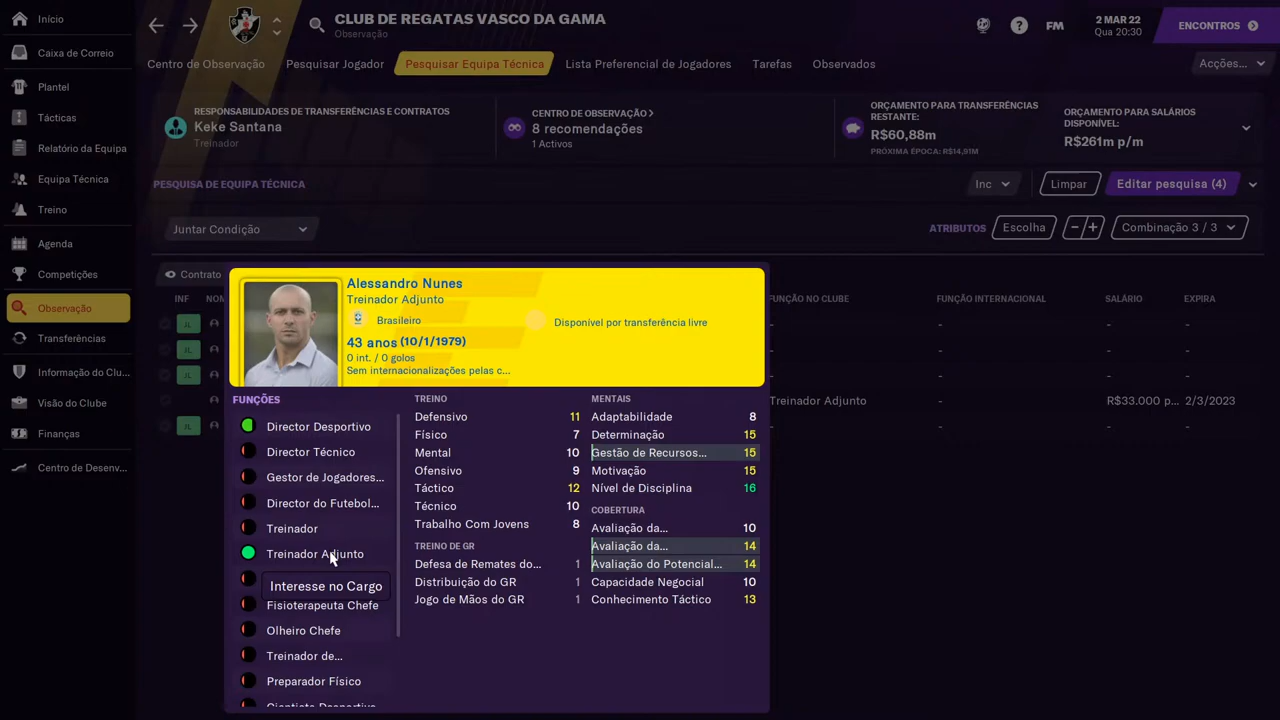 Início
Caixa de Correio
Plantel
Tácticas
Relatório da Equipa
Equipa Técnica
Treino
Agenda
Competições
Observação
Transferências
Informação do Clu...
Visão do Clube
Finanças
Centro de Desenv...
CLUB DE REGATAS VASCO DA GAMA
Observação
FM
2 MAR 22
Qua 20:30
ENCONTROS
Centro de Observação
Pesquisar Jogador
Pesquisar Equipa Técnica
Lista Preferencial de Jogadores
Tarefas
Observados
Acções...
RESPONSABILIDADES DE TRANSFERÊNCIAS E CONTRATOS
Keke Santana
Treinador
CENTRO DE OBSERVAÇÃO >
8 recomendações
1 Activos
ORÇAMENTO PARA TRANSFERÊNCIAS
RESTANTE:
R$60,88m
PRÓXIMA ÉPOCA: R$14,91M
ORÇAMENTO PARA SALÁRIOS
DISPONÍVEL:
R$261m p/m
PESQUISA DE EQUIPA TÉCNICA
Inc
Limpar
Editar pesquisa (4)
Juntar Condição
ATRIBUTOS
Escolha
- / +
Combinação 3 / 3
Contrato
INF
NOM
FUNÇÃO NO CLUBE
FUNÇÃO INTERNACIONAL
SALÁRIO
EXPIRA
JL - - - -
JL - - - -
JL - - - -
Treinador Adjunto - R$33.000 p... 2/3/2023
JL - - - -
Alessandro Nunes
Treinador Adjunto
Brasileiro
Disponível por transferência livre
43 anos (10/1/1979)
0 int. / 0 golos
Sem internacionalizações pelas c...
FUNÇÕES
Director Desportivo
Director Técnico
Gestor de Jogadores...
Director do Futebol...
Treinador
Treinador Adjunto
Interesse no Cargo
Fisioterapeuta Chefe
Olheiro Chefe
Treinador de...
Preparador Físico
Cientista Desportivo
TREINO
Defensivo 11
Físico 7
Mental 10
Ofensivo 9
Táctico 12
Técnico 10
Trabalho Com Jovens 8
TREINO DE GR
Defesa de Remates do... 1
Distribuição do GR 1
Jogo de Mãos do GR 1
MENTAIS
Adaptabilidade 8
Determinação 15
Gestão de Recursos... 15
Motivação 15
Nível de Disciplina 16
COBERTURA
Avaliação da... 10
Avaliação da... 14
Avaliação do Potencial... 14
Capacidade Negocial 10
Conhecimento Táctico 13